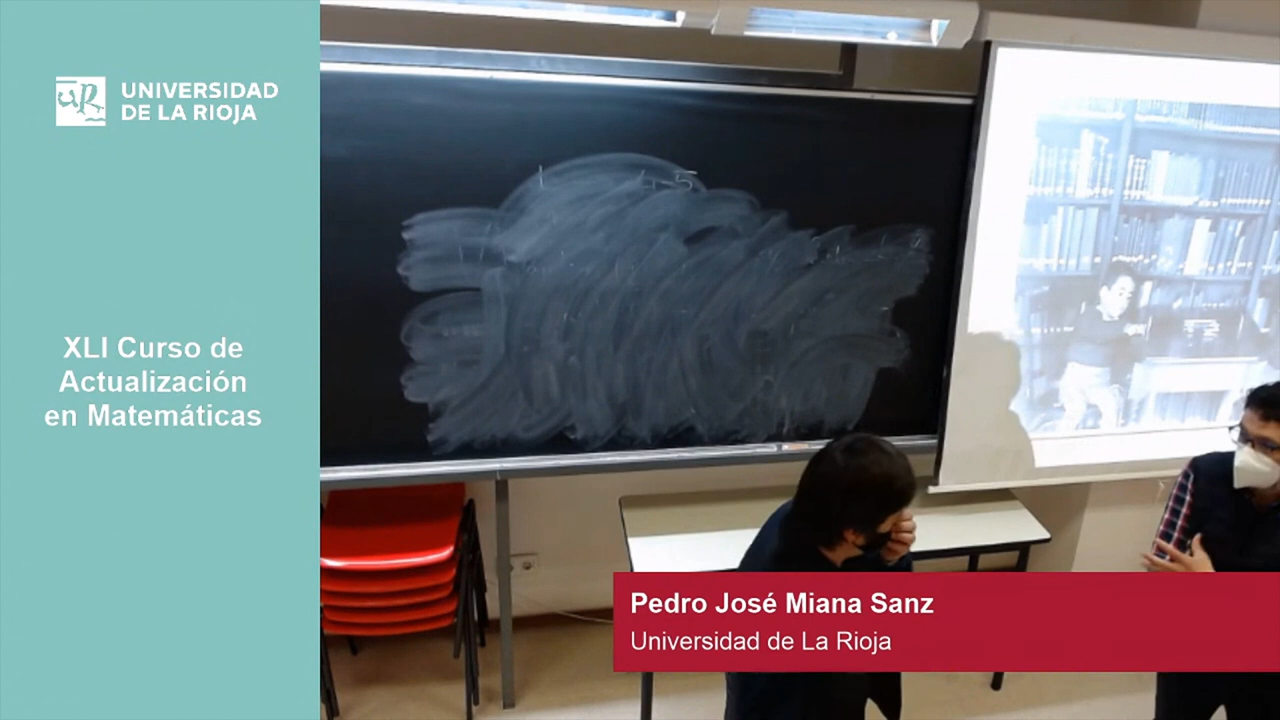 UNIVERSIDAD
DE LA RIOJA
XLI Curso de
Actualización
en Matemáticas
Pedro José Miana Sanz
Universidad de La Rioja